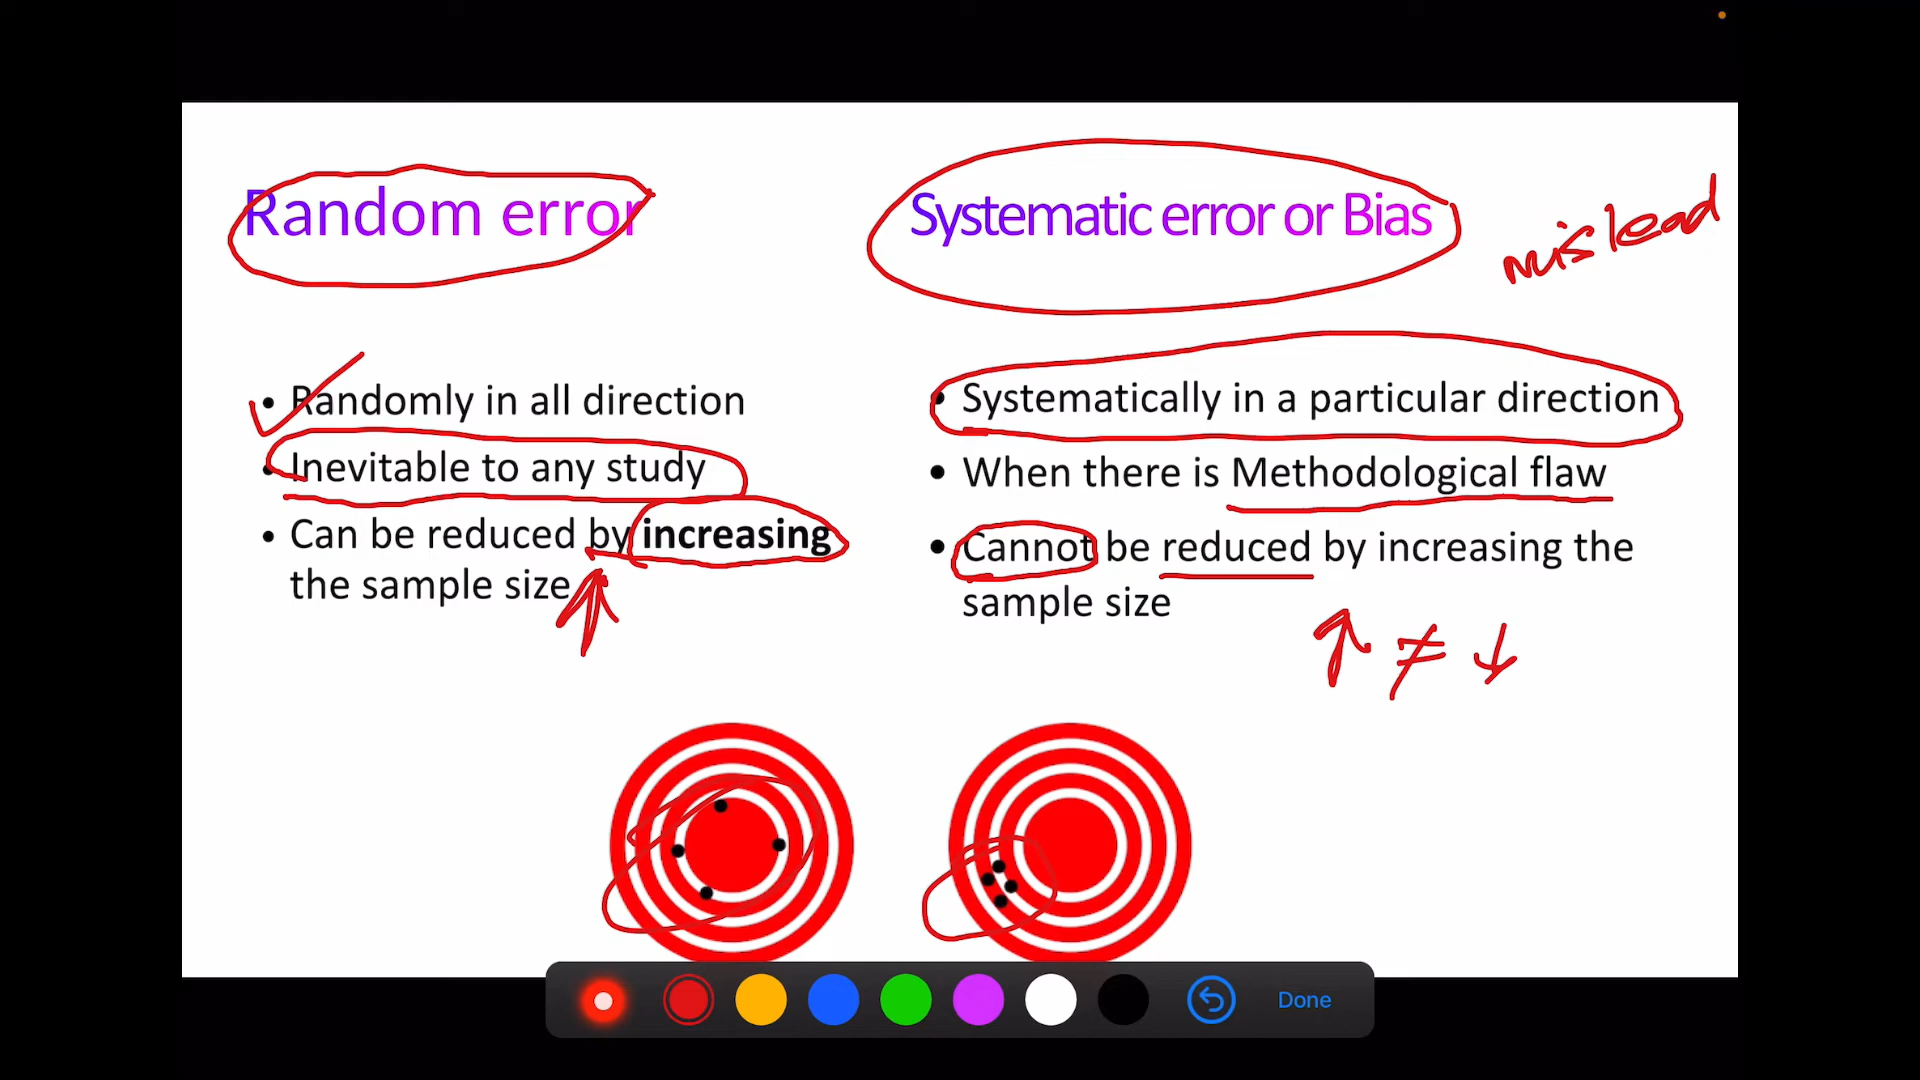 Random error
• Randomly in all direction
• Inevitable to any study
• Can be reduced by increasing
the sample size
Systematic error or Bias
mislead
• Systematically in a particular direction
• When there is Methodological flaw
• Cannot be reduced by increasing the
sample size
↑ ≠ ↓
Done